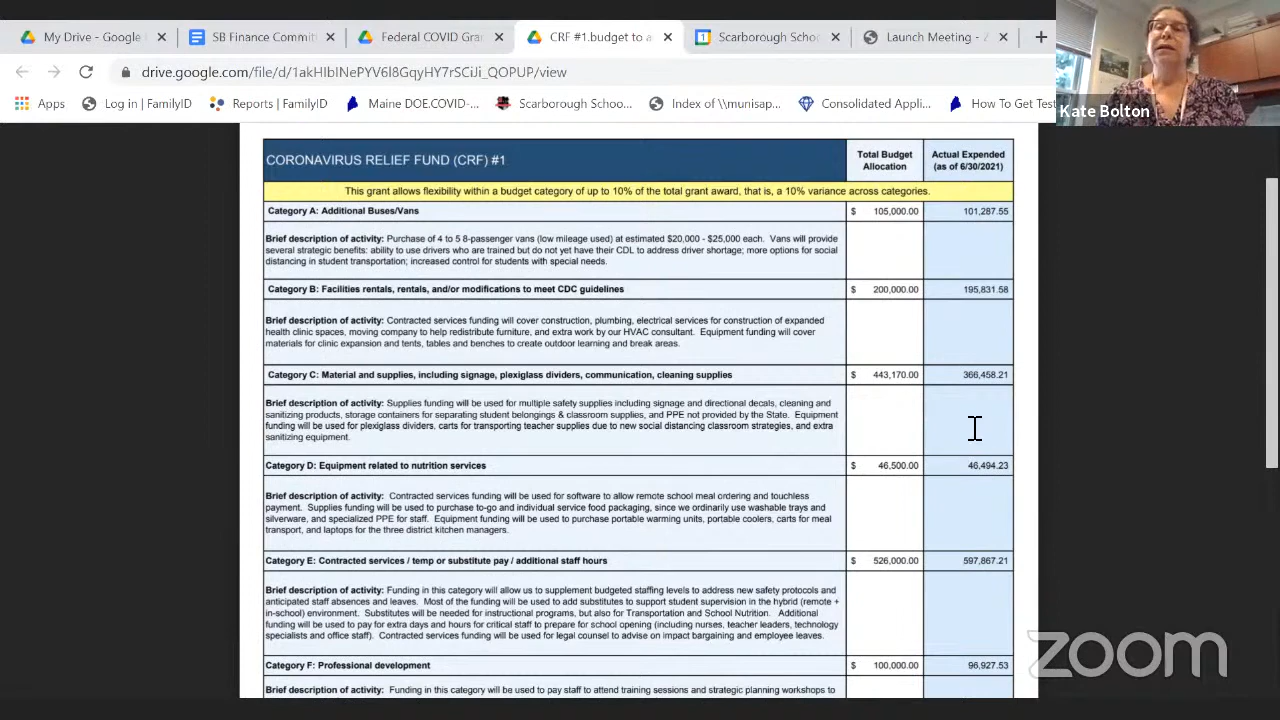 My Drive - Google
SB Finance Commit
Federal COVID Gra
CRF #1.budget to a
Scarborough Schoo
Launch Meeting - Z
drive.google.com/file/d/1akHIbINePYV6l8GqyHY7rSCiJi_QOPUP/view
Apps
Log in | FamilyID
Reports | FamilyID
Maine DOE.COVID ...
Scarborough Schoo...
Index of \\munisap...
Consolidated Appli...
How To Get Test
Kate Bolton
CORONAVIRUS RELIEF FUND (CRF) #1
Total Budget Allocation
Actual Expended (as of 6/30/2021)
This grant allows flexibility within a budget category of up to 10% of the total grant award, that is, a 10% variance across categories.
Category A: Additional Buses/Vans $ 105,000.00 101,287.55
Brief description of activity: Purchase of 4 to 5 8-passenger vans (low mileage used) at estimated $20,000 - $25,000 each. Vans will provide
several strategic benefits: ability to use drivers who are trained but do not yet have their CDL to address driver shortage; more options for social
distancing in student transportation; increased control for students with special needs.
Category B: Facilities rentals, rentals, and/or modifications to meet CDC guidelines $ 200,000.00 195,831.58
Brief description of activity: Contracted services funding will cover construction, plumbing, electrical services for construction of expanded
health clinic spaces, moving company to help redistribute furniture, and extra work by our HVAC consultant. Equipment funding will cover
materials for clinic expansion and tents, tables and benches to create outdoor learning and break areas.
Category C: Material and supplies, including signage, plexiglass dividers, communication, cleaning supplies $ 443,170.00 366,458.21
Brief description of activity: Supplies funding will be used for multiple safety supplies including signage and directional decals, cleaning and
sanitizing products, storage containers for separating student belongings & classroom supplies, and PPE not provided by the State. Equipment
funding will be used for plexiglass dividers, carts for transporting teacher supplies due to new social distancing classroom strategies, and extra
sanitizing equipment.
Category D: Equipment related to nutrition services $ 46,500.00 46,494.23
Brief description of activity: Contracted services funding will be used for software to allow remote school meal ordering and touchless
payment. Supplies funding will be used to purchase to-go and individual service food packaging, since we ordinarily use washable trays and
silverware, and specialized PPE for staff. Equipment funding will be used to purchase portable warming units, portable coolers, carts for meal
transport, and laptops for the three district kitchen managers.
Category E: Contracted services / temp or substitute pay / additional staff hours $ 526,000.00 597,867.21
Brief description of activity: Funding in this category will allow us to supplement budgeted staffing levels to address new safety protocols and
anticipated staff absences and leaves. Most of the funding will be used to add substitutes to support student supervision in the hybrid (remote +
in-school) environment. Substitutes will be needed for instructional programs, but also for Transportation and School Nutrition. Additional
funding will be used to pay for extra days and hours for critical staff to prepare for school opening (including nurses, teacher leaders, technology
specialists and office staff). Contracted services funding will be used for legal counsel to advise on impact bargaining and employee leaves.
Category F: Professional development $ 100,000.00 96,927.53
Brief description of activity: Funding in this category will be used to pay staff to attend training sessions and strategic planning workshops to
zoom